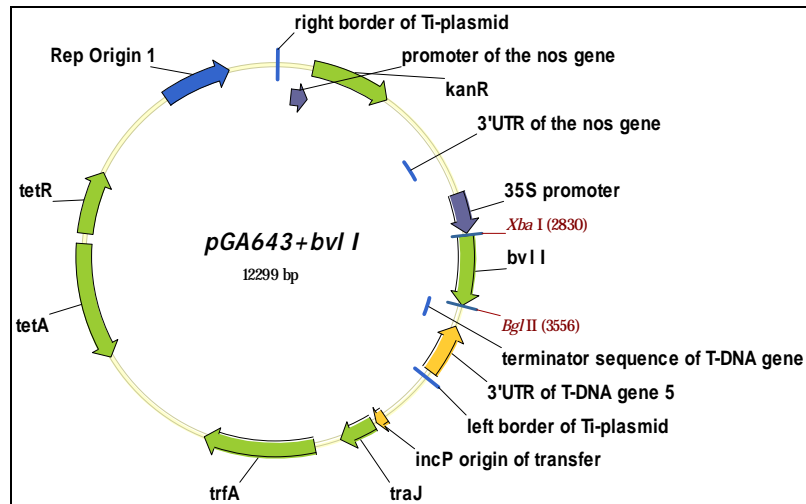 right border of Ti-plasmid
Rep Origin 1
promoter of the nos gene
kanR
3'UTR of the nos gene
tetR
35S promoter
Xba I (2830)
pGA643+bvl I
bvl I
12299 bp
tetA
Bgl II (3556)
terminator sequence of T-DNA gene
3'UTR of T-DNA gene 5
left border of Ti-plasmid
incP origin of transfer
trfA
traJ